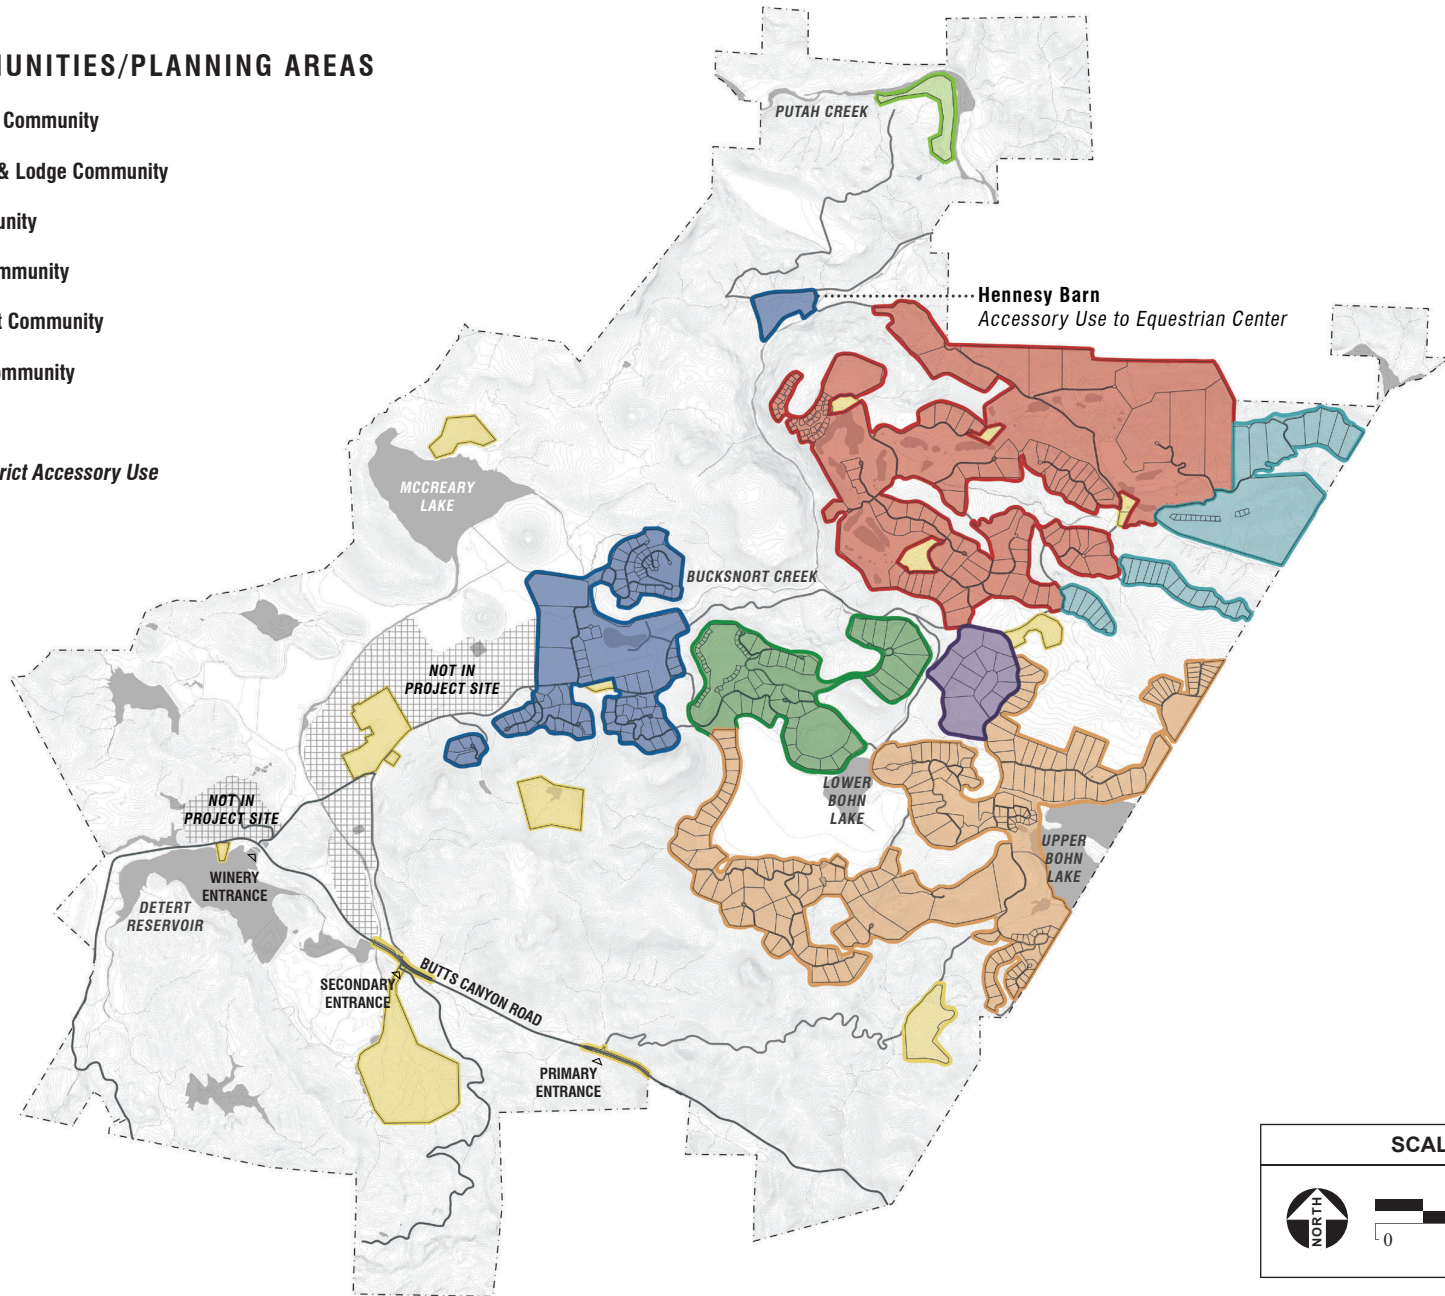 MUNITIES/PLANNING AREAS
Community
& Lodge Community
unity
mmunity
t Community
ommunity
rict Accessory Use
PUTAH CREEK
Hennesy Barn
Accessory Use to Equestrian Center
MCCREARY
LAKE
BUCKSNORT CREEK
NOT IN
PROJECT SITE
NOT IN
PROJECT SITE
LOWER
BOHN
LAKE
UPPER
BOHN
LAKE
WINERY
ENTRANCE
DETERT
RESERVOIR
SECONDARY
ENTRANCE
BUTTS CANYON ROAD
PRIMARY
ENTRANCE
SCAL
NORTH
0